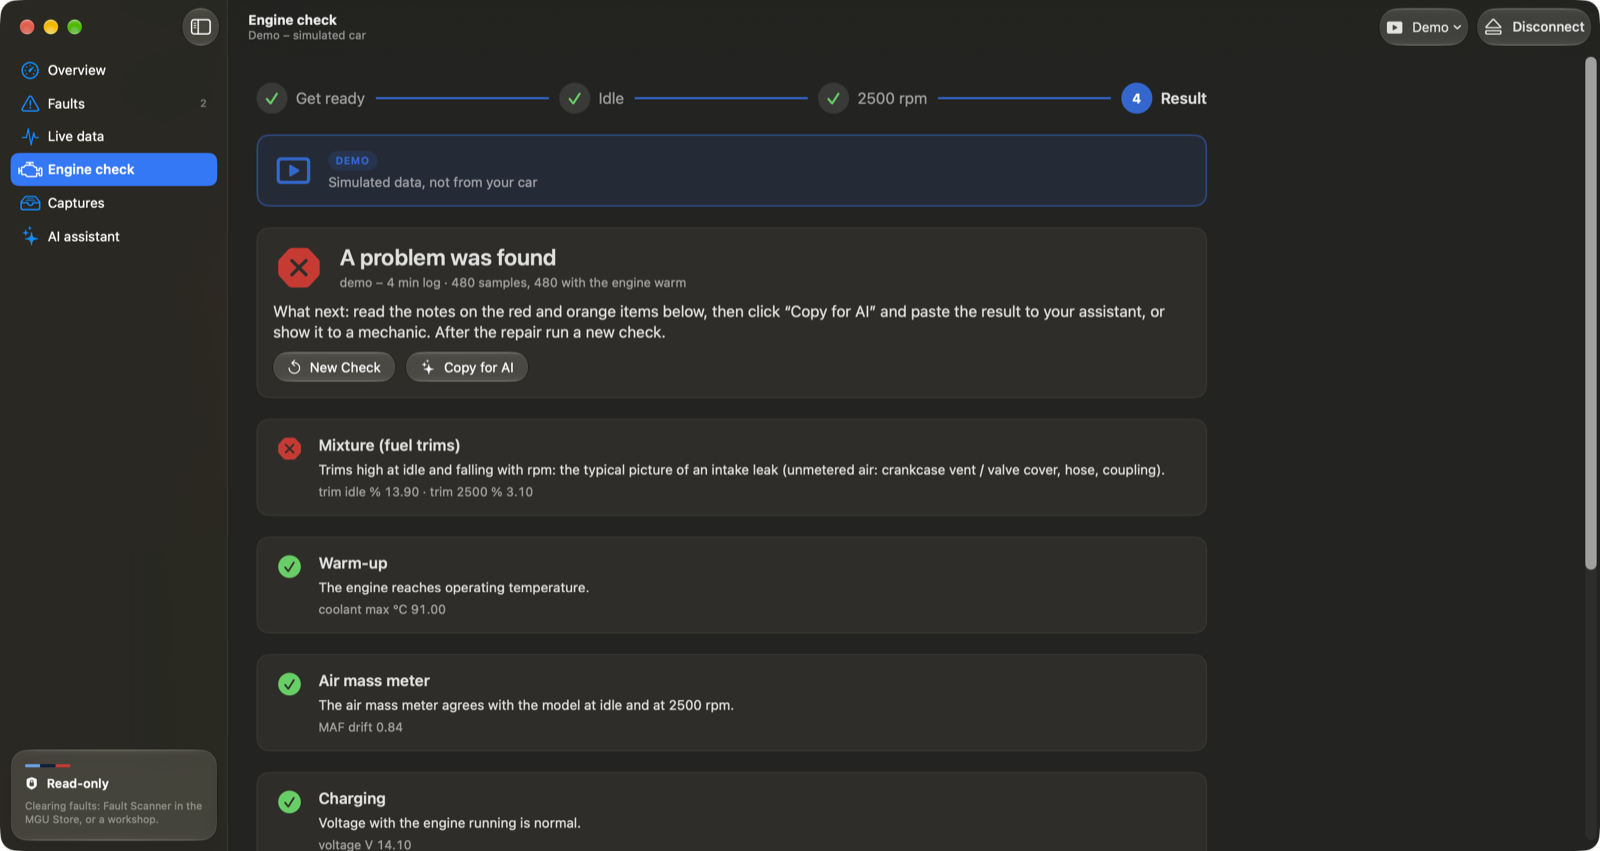 Engine check
Demo – simulated car
Demo
Disconnect
Overview
Faults 2
Live data
Engine check
Captures
AI assistant
Get ready
Idle
2500 rpm
4 Result
DEMO
Simulated data, not from your car
A problem was found
demo – 4 min log · 480 samples, 480 with the engine warm
What next: read the notes on the red and orange items below, then click “Copy for AI” and paste the result to your assistant, or
show it to a mechanic. After the repair run a new check.
New Check
Copy for AI
Mixture (fuel trims)
Trims high at idle and falling with rpm: the typical picture of an intake leak (unmetered air: crankcase vent / valve cover, hose, coupling).
trim idle % 13.90 · trim 2500 % 3.10
Warm-up
The engine reaches operating temperature.
coolant max °C 91.00
Air mass meter
The air mass meter agrees with the model at idle and at 2500 rpm.
MAF drift 0.84
Charging
Voltage with the engine running is normal.
voltage V 14.10
Read-only
Clearing faults: Fault Scanner in the
MGU Store, or a workshop.